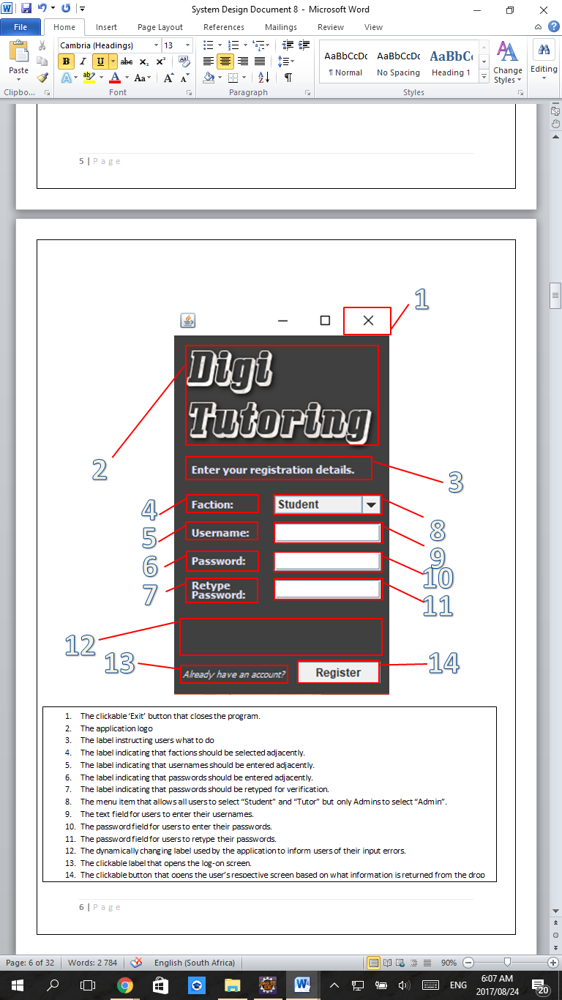 System Design Document 8 - Microsoft Word
File Home Insert Page Layout References Mailings Review View
Cambria (Headings) 13
AaBbCcDc AaBbCcDc AaBbC
Paste
B I U abc x₂ x²
¶ Normal No Spacing Heading 1
Change Styles
Editing
Aa A A
Clipbo... Font Paragraph Styles
5 | Page
1
Digi
Tutoring
2
Enter your registration details.
3
4
Faction:
Student
8
5
Username:
9
6
Password:
10
7
Retype
Password:
11
12
13
Already have an account?
Register
14
1. The clickable ‘Exit’ button that closes the program.
2. The application logo
3. The label instructing users what to do
4. The label indicating that factions should be selected adjacently.
5. The label indicating that usernames should be entered adjacently.
6. The label indicating that passwords should be entered adjacently.
7. The label indicating that passwords should be retyped for verification.
8. The menu item that allows all users to select “Student” and “Tutor” but only Admins to select “Admin”.
9. The text field for users to enter their usernames.
10. The password field for users to enter their passwords.
11. The password field for users to retype their passwords.
12. The dynamically changing label used by the application to inform users of their input errors.
13. The clickable label that opens the log-on screen.
14. The clickable button that opens the user’s respective screen based on what information is returned from the drop
6 | Page
Page: 6 of 32 Words: 2 784 English (South Africa) 90%
ENG
6:07 AM
2017/08/24
20